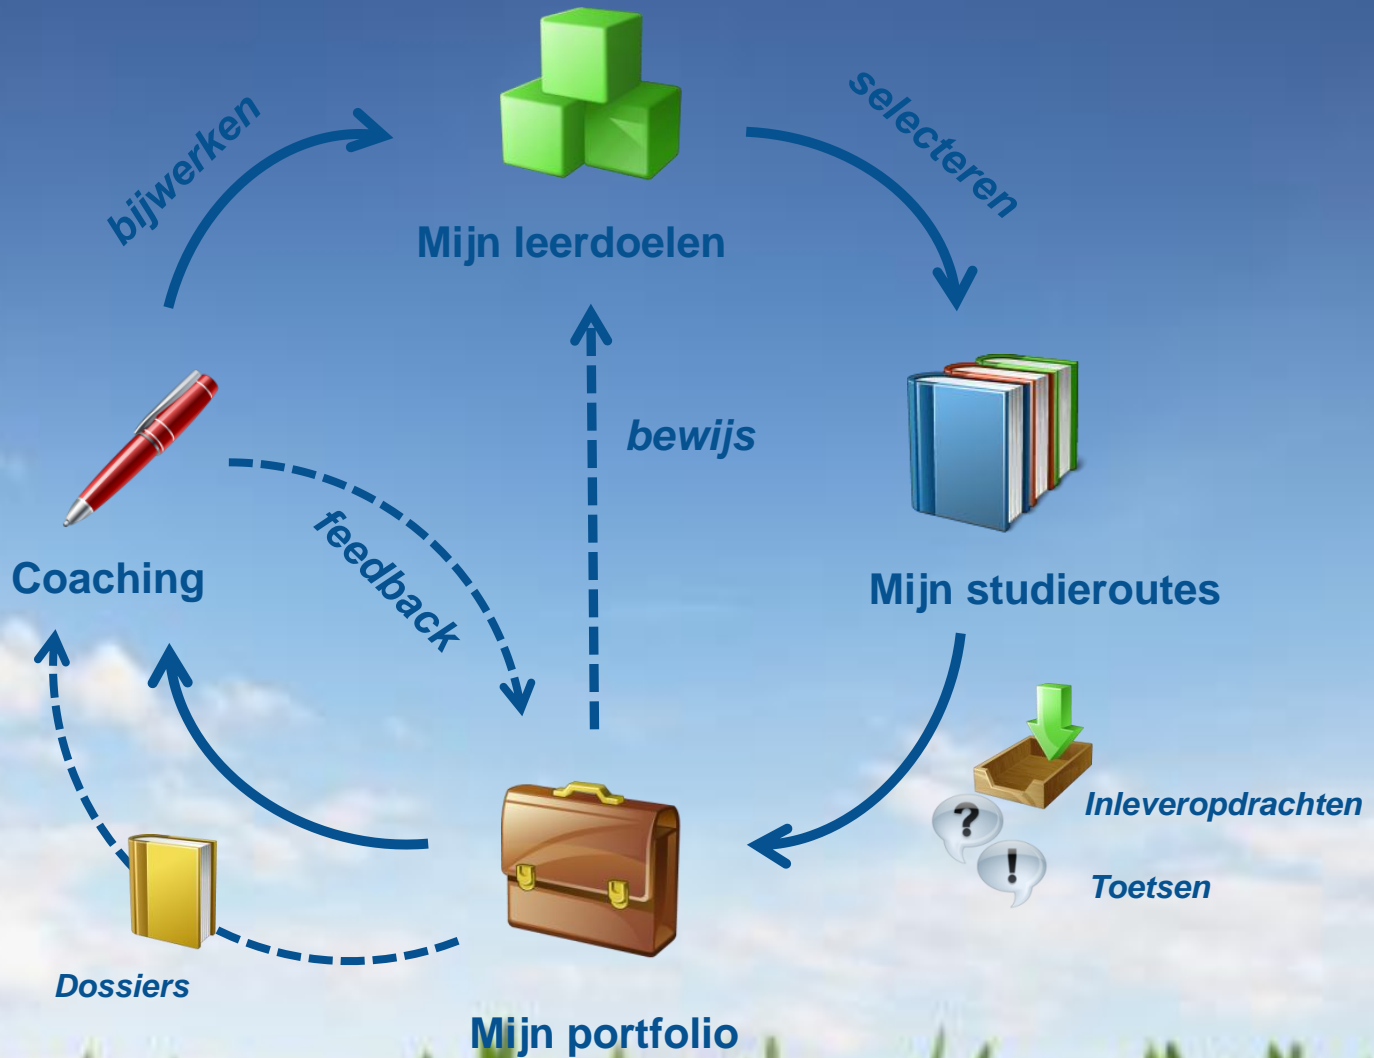 bijwerken
selecteren
Mijn leerdoelen
bewijs
feedback
Coaching
Mijn studieroutes
?
Inleveropdrachten
!
Toetsen
Dossiers
Mijn portfolio